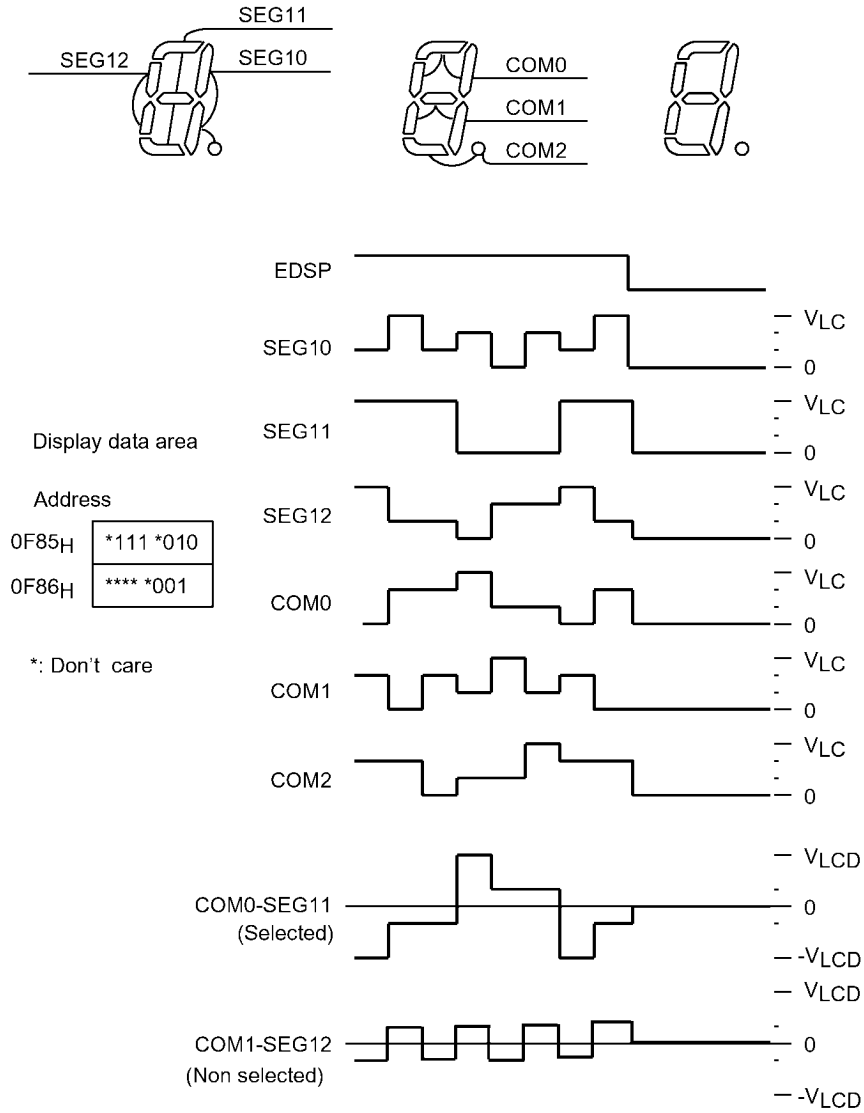 SEG11
SEG12
SEG10
COM0
COM1
COM2
EDSP
SEG10
VLC
0
SEG11
VLC
0
Display data area
SEG12
VLC
0
Address
0F85H *111 *010
0F86H **** *001
COM0
VLC
0
*: Don't care
COM1
VLC
0
COM2
VLC
0
COM0-SEG11
(Selected)
VLCD
0
-VLCD
COM1-SEG12
(Non selected)
VLCD
0
-VLCD